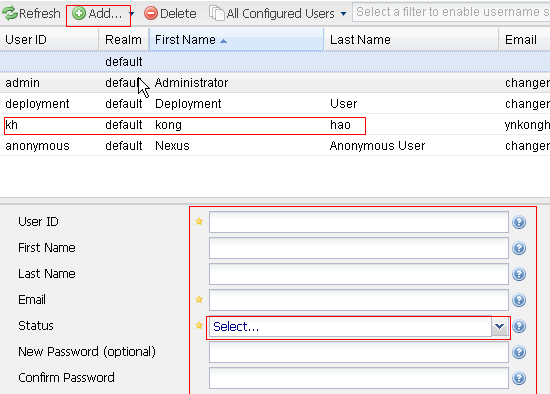 Refresh Add... Delete All Configured Users Select a filter to enable username s
User ID Realm First Name Last Name Email
default
admin default Administrator changer
deployment default Deployment User changer
kh default kong hao ynkongh
anonymous default Nexus Anonymous User changer
User ID
First Name
Last Name
Email
Status Select...
New Password (optional)
Confirm Password